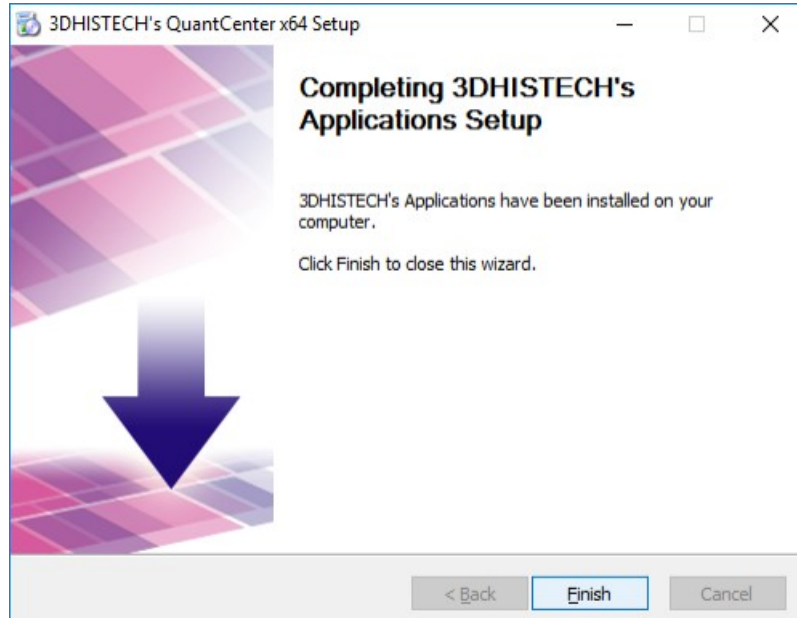 3DHISTECH's QuantCenter x64 Setup
Completing 3DHISTECH's
Applications Setup
3DHISTECH's Applications have been installed on your
computer.
Click Finish to close this wizard.
< Back
Finish
Cancel